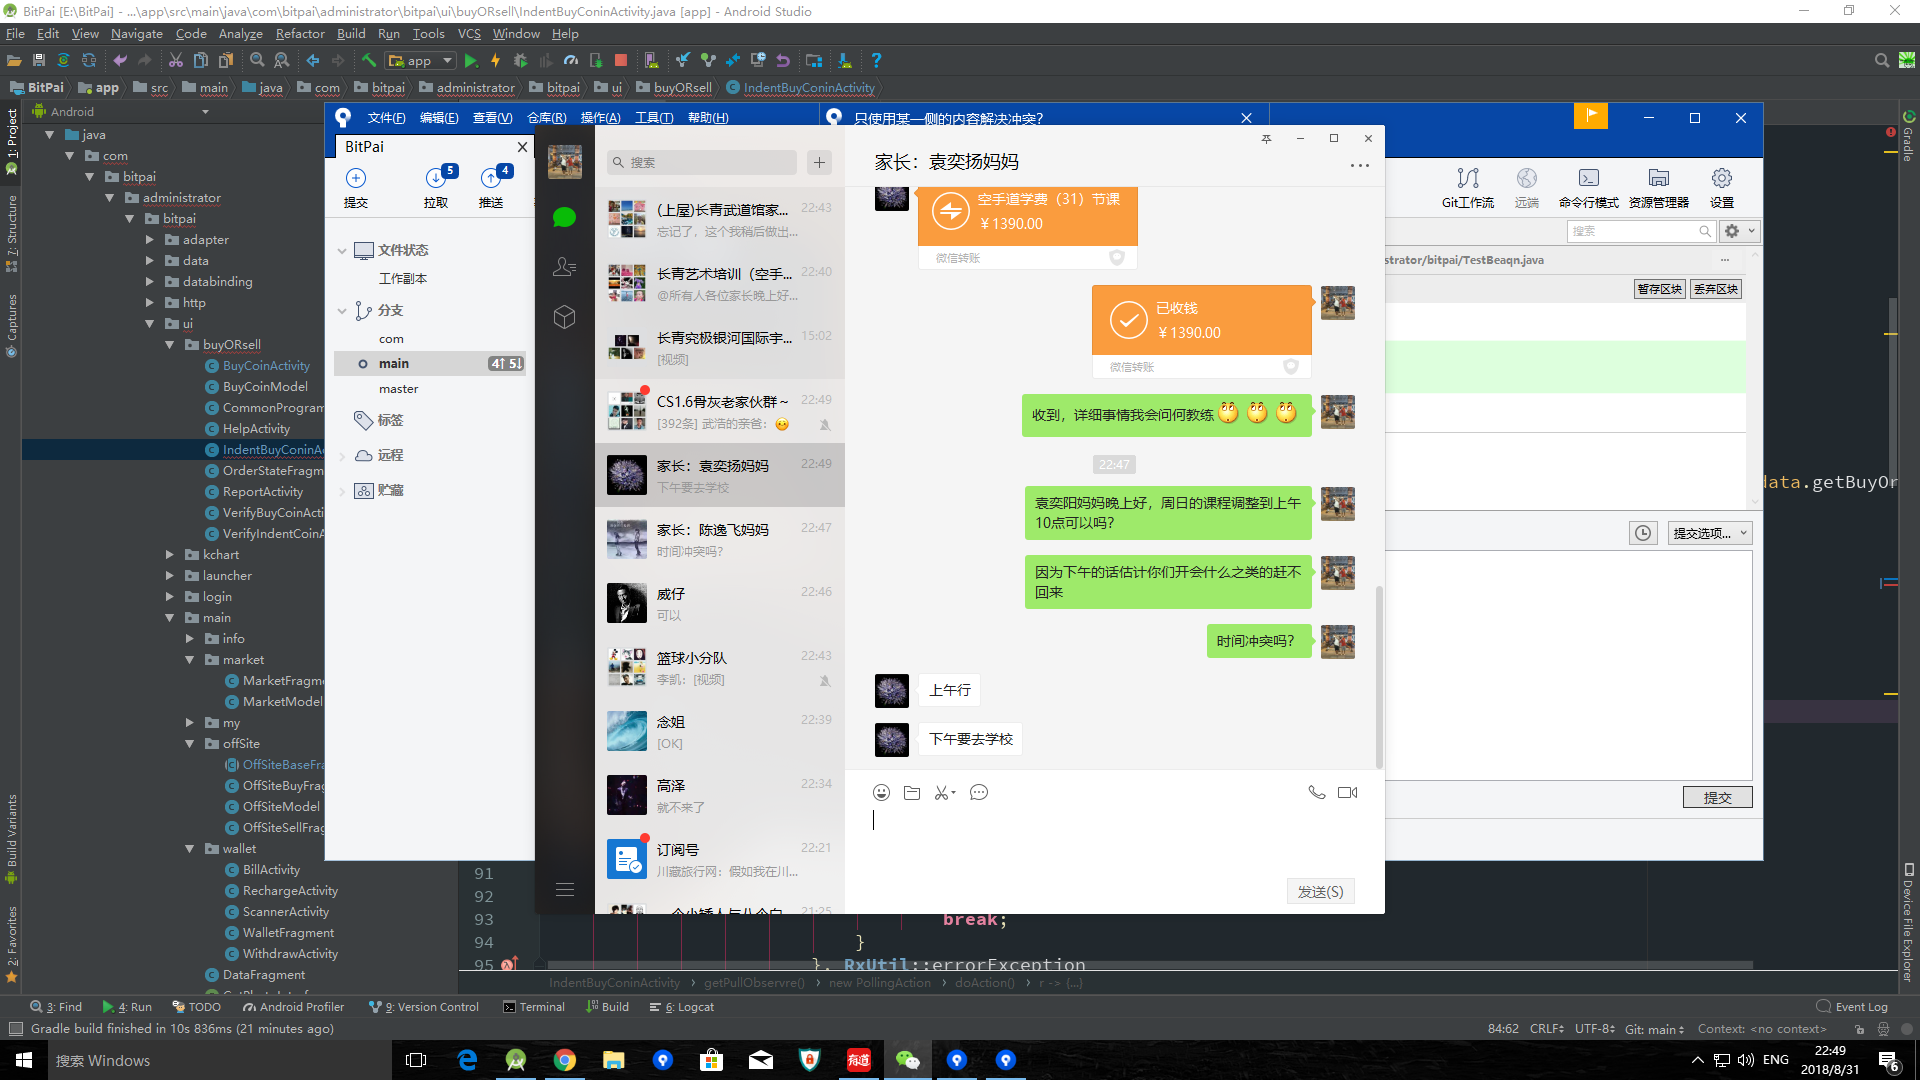 BitPai [E:\BitPai] - ...\app\src\main\java\com\bitpai\administrator\bitpai\ui\buyORsell\IndentBuyConinActivity.java [app] - Android Studio
File Edit View Navigate Code Analyze Refactor Build Run Tools VCS Window Help
app
BitPai app src main java com bitpai administrator bitpai ui buyORsell IndentBuyConinActivity
1: Project
7: Structure
Captures
Build Variants
2: Favorites
Android
java
com
bitpai
administrator
bitpai
adapter
data
databinding
http
ui
buyORsell
BuyCoinActivity
BuyCoinModel
CommonProgram
HelpActivity
IndentBuyConinAc
OrderStateFragm
ReportActivity
VerifyBuyCoinActi
VerifyIndentCoinA
kchart
launcher
login
main
info
market
MarketFragme
MarketModel
my
offSite
OffSiteBaseFra
OffSiteBuyFrag
OffSiteModel
OffSiteSellFrag
wallet
BillActivity
RechargeActivity
ScannerActivity
WalletFragment
WithdrawActivity
DataFragment
文件(F) 编辑(E) 查看(V) 仓库(R) 操作(A) 工具(T) 帮助(H)
BitPai
提交
拉取 5
推送 4
文件状态
工作副本
分支
com
main 4↑ 5↓
master
标签
远程
贮藏
只使用某一侧的内容解决冲突?
搜索
(上屋)长青武道馆家... 22:43
忘记了，这个我稍后做出...
长青艺术培训（空手... 22:40
@所有人各位家长晚上好...
长青究极银河国际宇... 15:02
[视频]
CS1.6骨灰老家伙群～ 22:49
[392条] 武浩的亲爸：
家长：袁奕扬妈妈 22:49
下午要去学校
家长：陈逸飞妈妈 22:47
时间冲突吗？
威仔 22:46
可以
篮球小分队 22:43
李凯：[视频]
念姐 22:39
[OK]
高泽 22:34
就不来了
订阅号 22:21
川藏旅行网：假如我在川...
21:25
家长：袁奕扬妈妈
空手道学费（31）节课
￥1390.00
微信转账
已收钱
￥1390.00
微信转账
收到，详细事情我会问何教练
22:47
袁奕阳妈妈晚上好，周日的课程调整到上午
10点可以吗？
因为下午的话估计你们开会什么之类的赶不
回来
时间冲突吗？
上午行
下午要去学校
发送(S)
Git工作流 远端 命令行模式 资源管理器 设置
搜索
strator/bitpai/TestBeaqn.java
暂存区块 丢弃区块
提交选项...
提交
data.getBuyOr
Gradle
Device File Explorer
91
92
93 break;
94 }
95 }, RxUtil::errorException
IndentBuyConinActivity › getPullObservre() › new PollingAction › doAction() › r -> {...}
3: Find 4: Run TODO Android Profiler 9: Version Control Terminal Build 6: Logcat Event Log
Gradle build finished in 10s 836ms (21 minutes ago)
84:62 CRLF UTF-8 Git: main Context: <no context>
搜索 Windows
有道
ENG
22:49
2018/8/31
6